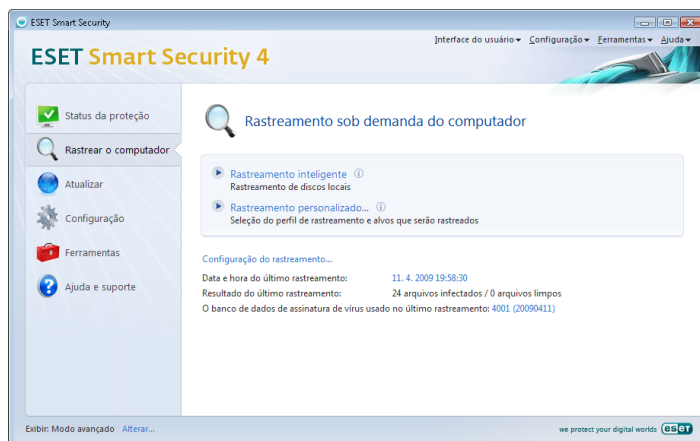 ESET Smart Security
Interface do usuário Configuração Ferramentas Ajuda
ESET Smart Security 4
Status da proteção
Rastrear o computador
Atualizar
Configuração
Ferramentas
Ajuda e suporte
Rastreamento sob demanda do computador
Rastreamento inteligente
Rastreamento de discos locais
Rastreamento personalizado...
Seleção do perfil de rastreamento e alvos que serão rastreados
Configuração do rastreamento...
Data e hora do último rastreamento: 11. 4. 2009 19:58:30
Resultado do último rastreamento: 24 arquivos infectados / 0 arquivos limpos
O banco de dados de assinatura de vírus usado no último rastreamento: 4001 (20090411)
Exibir: Modo avançado Alterar...
we protect your digital worlds eset